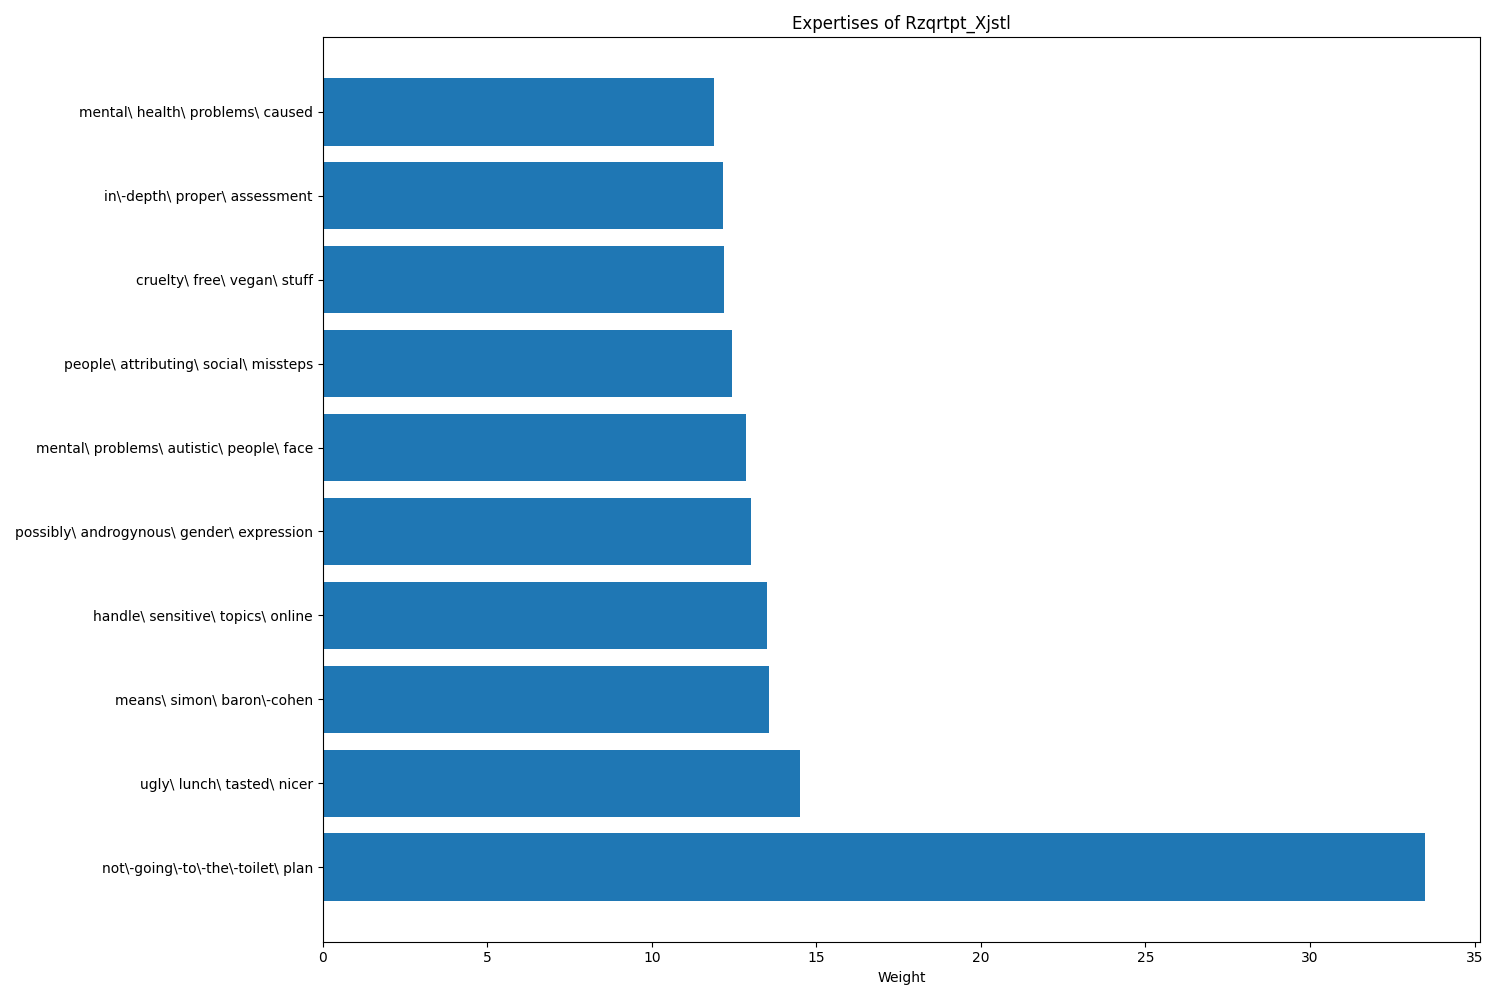 Expertises of Rzqrtpt_Xjstl
mental\ health\ problems\ caused
in\-depth\ proper\ assessment
cruelty\ free\ vegan\ stuff
people\ attributing\ social\ missteps
mental\ problems\ autistic\ people\ face
possibly\ androgynous\ gender\ expression
handle\ sensitive\ topics\ online
means\ simon\ baron\-cohen
ugly\ lunch\ tasted\ nicer
not\-going\-to\-the\-toilet\ plan
0 5 10 15 20 25 30 35
Weight